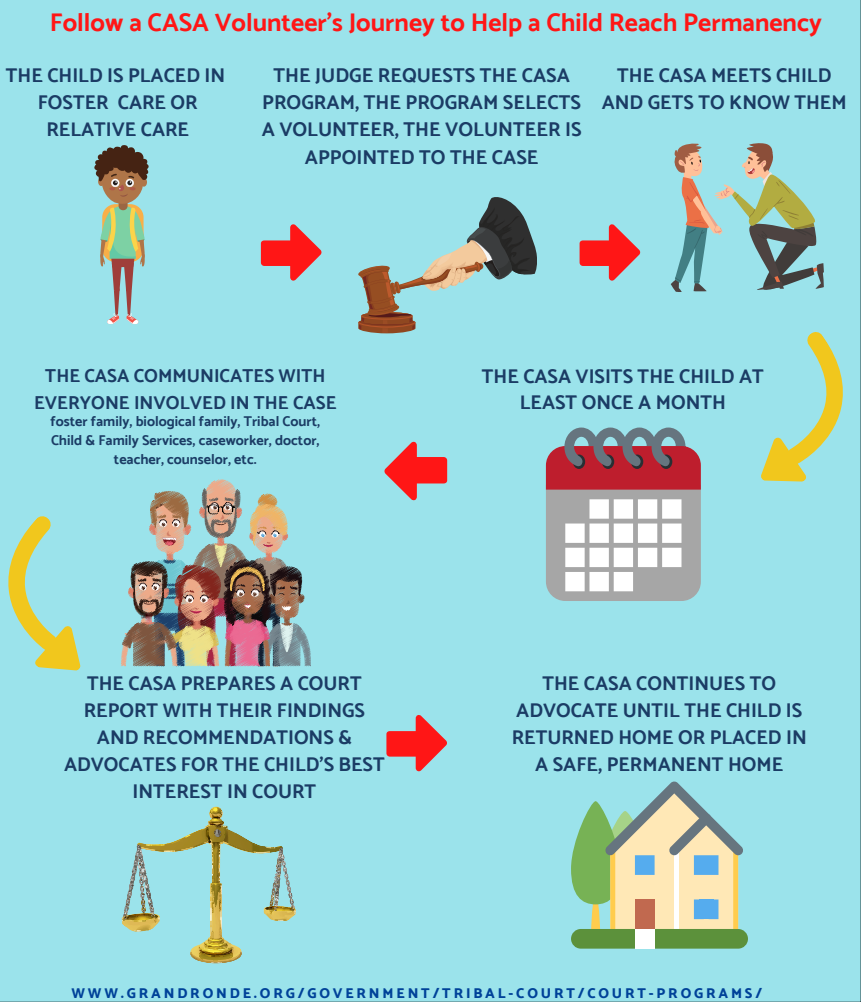 Follow a CASA Volunteer's Journey to Help a Child Reach Permanency
THE CHILD IS PLACED IN
FOSTER CARE OR
RELATIVE CARE
THE JUDGE REQUESTS THE CASA
PROGRAM, THE PROGRAM SELECTS
A VOLUNTEER, THE VOLUNTEER IS
APPOINTED TO THE CASE
THE CASA MEETS CHILD
AND GETS TO KNOW THEM
THE CASA VISITS THE CHILD AT
LEAST ONCE A MONTH
THE CASA COMMUNICATES WITH
EVERYONE INVOLVED IN THE CASE
foster family, biological family, Tribal Court,
Child & Family Services, caseworker, doctor,
teacher, counselor, etc.
THE CASA PREPARES A COURT
REPORT WITH THEIR FINDINGS
AND RECOMMENDATIONS &
ADVOCATES FOR THE CHILD'S BEST
INTEREST IN COURT
THE CASA CONTINUES TO
ADVOCATE UNTIL THE CHILD IS
RETURNED HOME OR PLACED IN
A SAFE, PERMANENT HOME
WWW.GRANDRONDE.ORG/GOVERNMENT/TRIBAL-COURT/COURT-PROGRAMS/